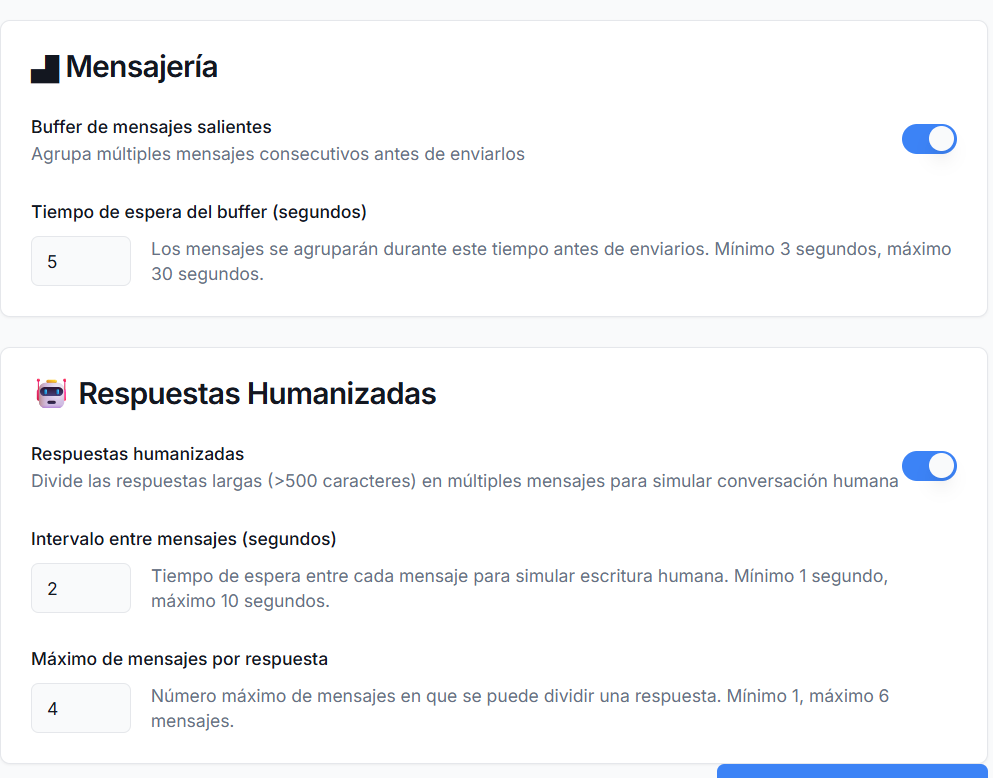 Mensajería
Buffer de mensajes salientes
Agrupa múltiples mensajes consecutivos antes de enviarlos
Tiempo de espera del buffer (segundos)
5
Los mensajes se agruparán durante este tiempo antes de enviarios. Mínimo 3 segundos, máximo
30 segundos.
Respuestas Humanizadas
Respuestas humanizadas
Divide las respuestas largas (>500 caracteres) en múltiples mensajes para simular conversación humana
Intervalo entre mensajes (segundos)
2
Tiempo de espera entre cada mensaje para simular escritura humana. Mínimo 1 segundo,
máximo 10 segundos.
Máximo de mensajes por respuesta
4
Número máximo de mensajes en que se puede dividir una respuesta. Mínimo 1, máximo 6
mensajes.